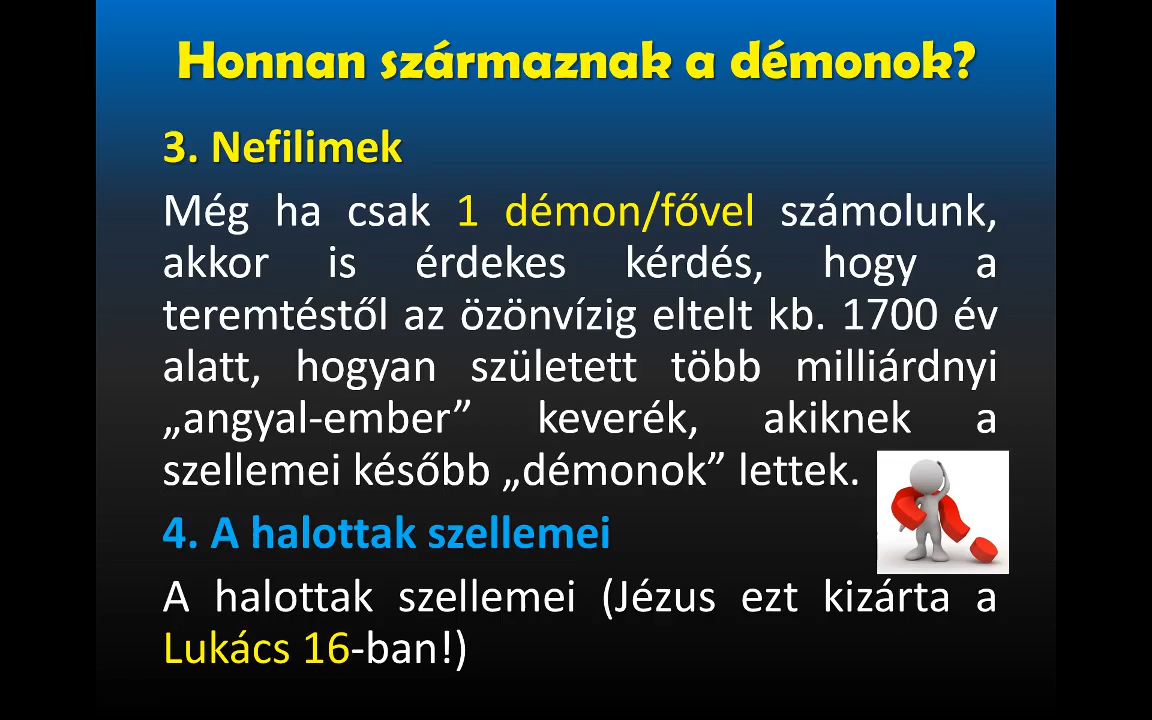 Honnan származnak a démonok?
3. Nefilimek
Még ha csak 1 démon/fővel számolunk,
akkor is érdekes kérdés, hogy a
teremtéstől az özönvízig eltelt kb. 1700 év
alatt, hogyan született több milliárdnyi
„angyal-ember” keverék, akiknek a
szellemei később „démonok” lettek.
4. A halottak szellemei
A halottak szellemei (Jézus ezt kizárta a
Lukács 16-ban!)